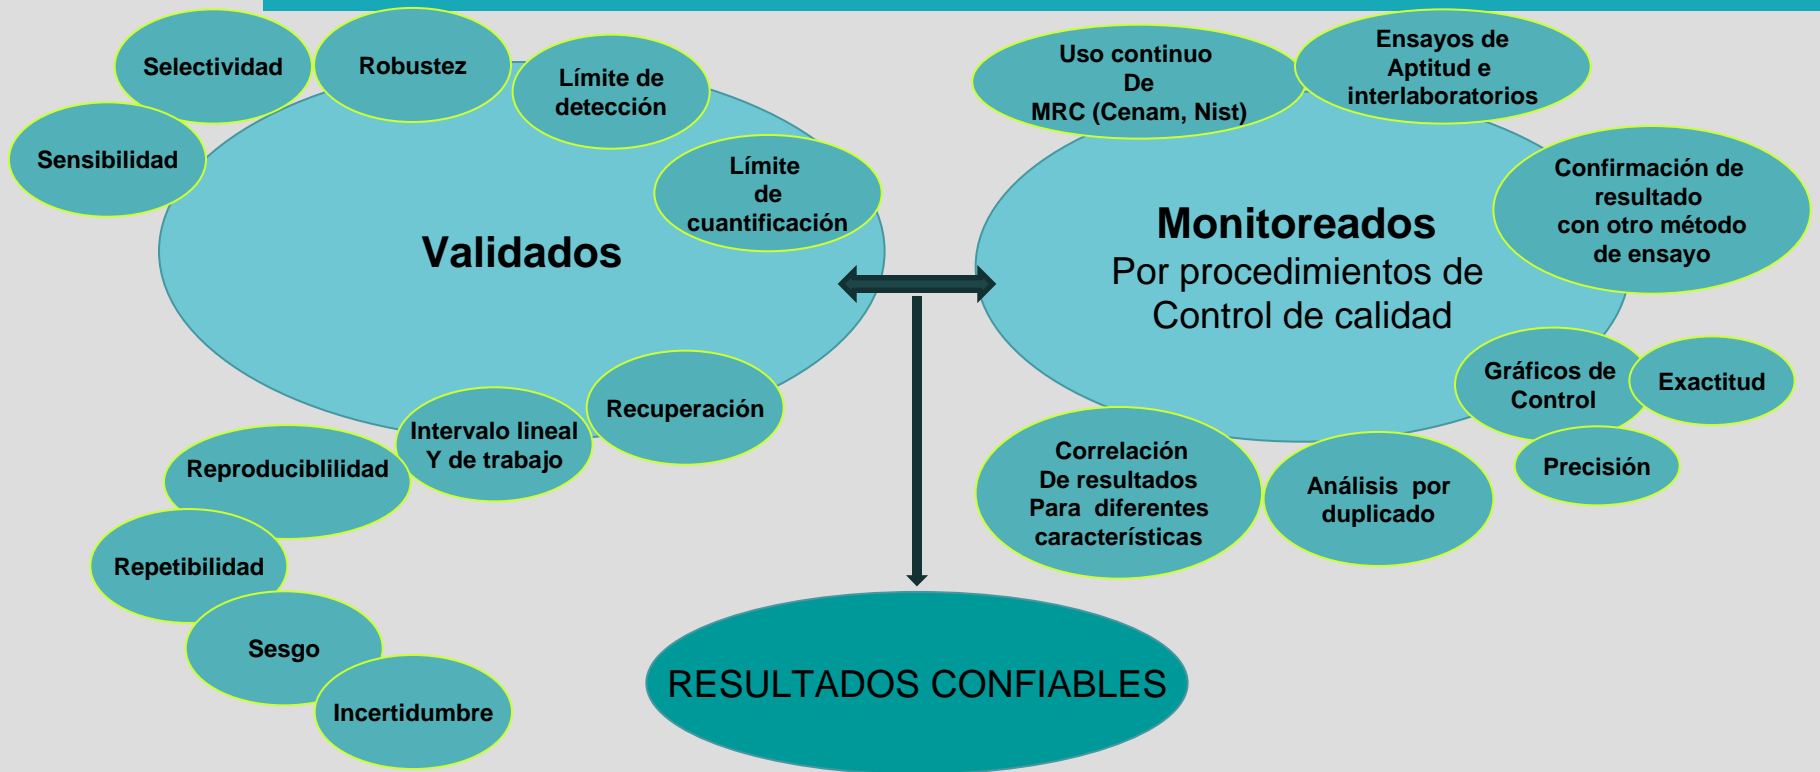 Selectividad
Robustez
Límite de
detección
Sensibilidad
Límite
de
cuantificación
Validados
Recuperación
Intervalo lineal
Y de trabajo
Reproduciblilidad
Repetibilidad
Sesgo
Incertidumbre
Uso continuo
De
MRC (Cenam, Nist)
Ensayos de
Aptitud e
interlaboratorios
Confirmación de
resultado
con otro método
de ensayo
Monitoreados
Por procedimientos de
Control de calidad
Gráficos de
Control
Exactitud
Precisión
Correlación
De resultados
Para diferentes
características
Análisis por
duplicado
RESULTADOS CONFIABLES